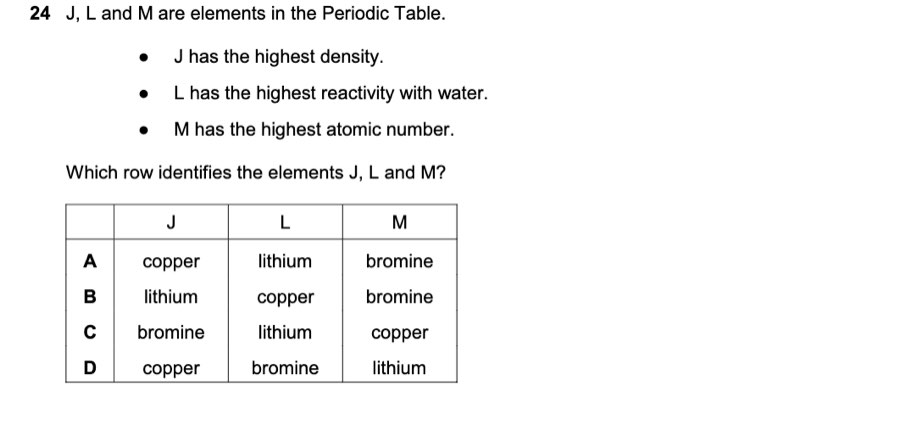 24 J, L and M are elements in the Periodic Table.
• J has the highest density.
• L has the highest reactivity with water.
• M has the highest atomic number.
Which row identifies the elements J, L and M?
J L M
A copper lithium bromine
B lithium copper bromine
C bromine lithium copper
D copper bromine lithium